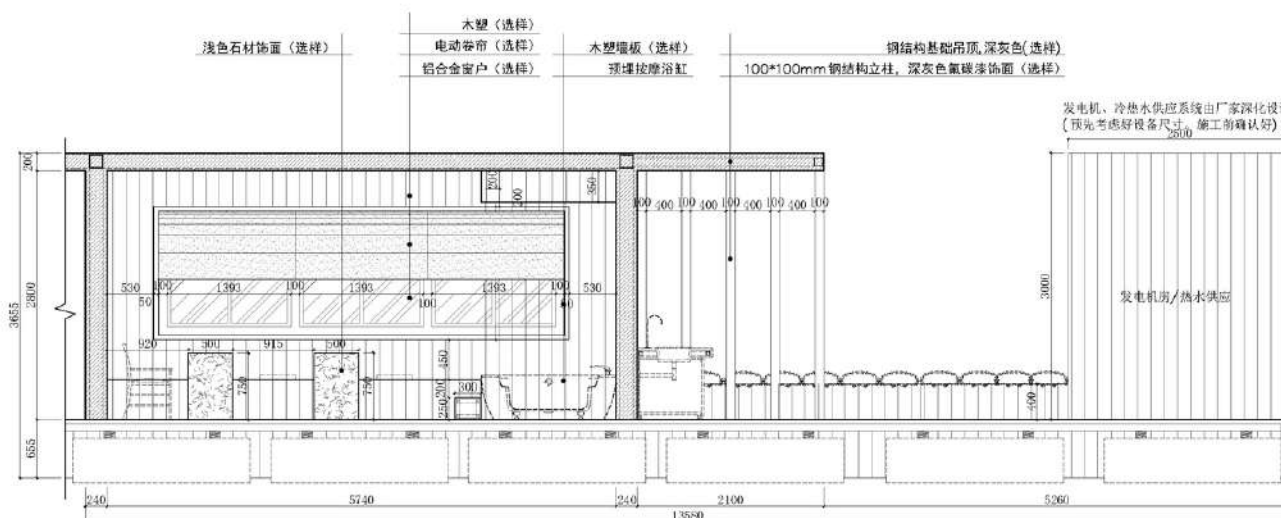 木塑（选样）
浅色石材饰面（选样）
电动卷帘（选样）
铝合金窗户（选样）
木塑墙板（选样）
预埋按摩浴缸
钢结构基础吊顶,深灰色(选样)
100*100mm钢结构立柱，深灰色氟碳漆饰面（选样）
发电机、冷热水供应系统由厂家深化设
(预先考虑好设备尺寸，施工前确认好)
2500
200
200
350
200
100 400 100 400 100 400 100 400 100
530 100 1393 100 1393 100 1393 100 530
50
3655
2800
3000
发电机房/热水供应
920 500 915 500
750
750
450
200
250
300
400
655
240 5740 240 2100 5260
13580